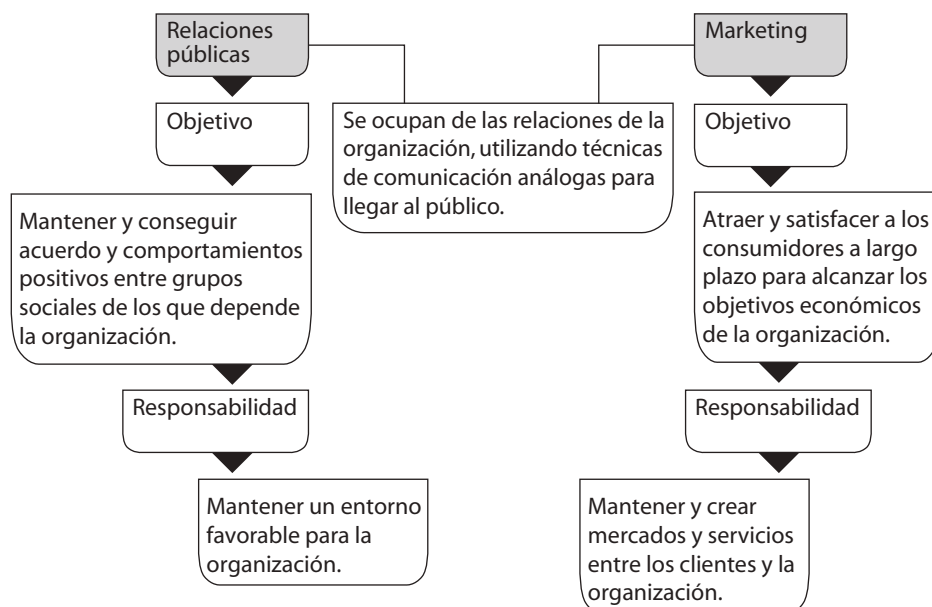 Relaciones
públicas
Marketing
Objetivo
Se ocupan de las relaciones de la
organización, utilizando técnicas
de comunicación análogas para
llegar al público.
Objetivo
Mantener y conseguir
acuerdo y comportamientos
positivos entre grupos
sociales de los que depende
la organización.
Atraer y satisfacer a los
consumidores a largo
plazo para alcanzar los
objetivos económicos
de la organización.
Responsabilidad
Responsabilidad
Mantener un entorno
favorable para la
organización.
Mantener y crear
mercados y servicios
entre los clientes y la
organización.